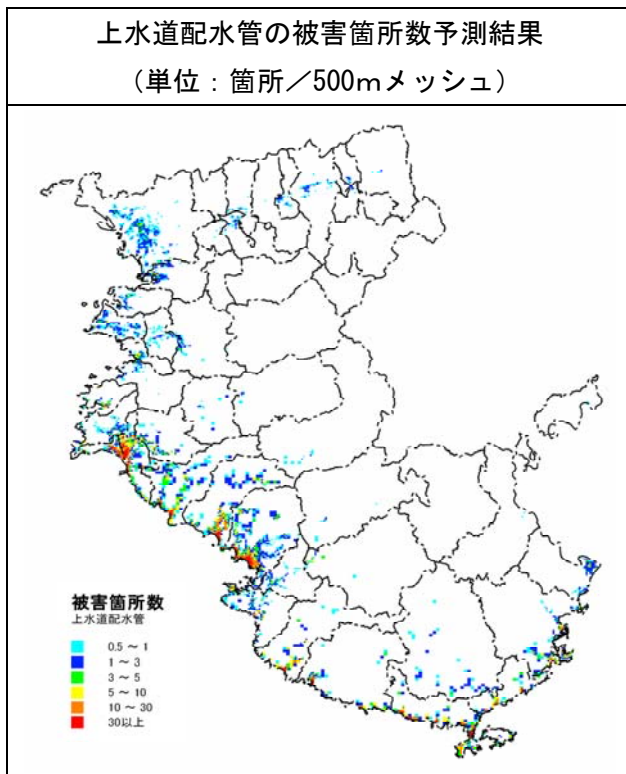 上水道配水管の被害箇所数予測結果
（単位：箇所／500ｍメッシュ）
被害箇所数
上水道配水管
0.5 ～ 1
1 ～ 3
3 ～ 5
5 ～ 10
10 ～ 30
30以上